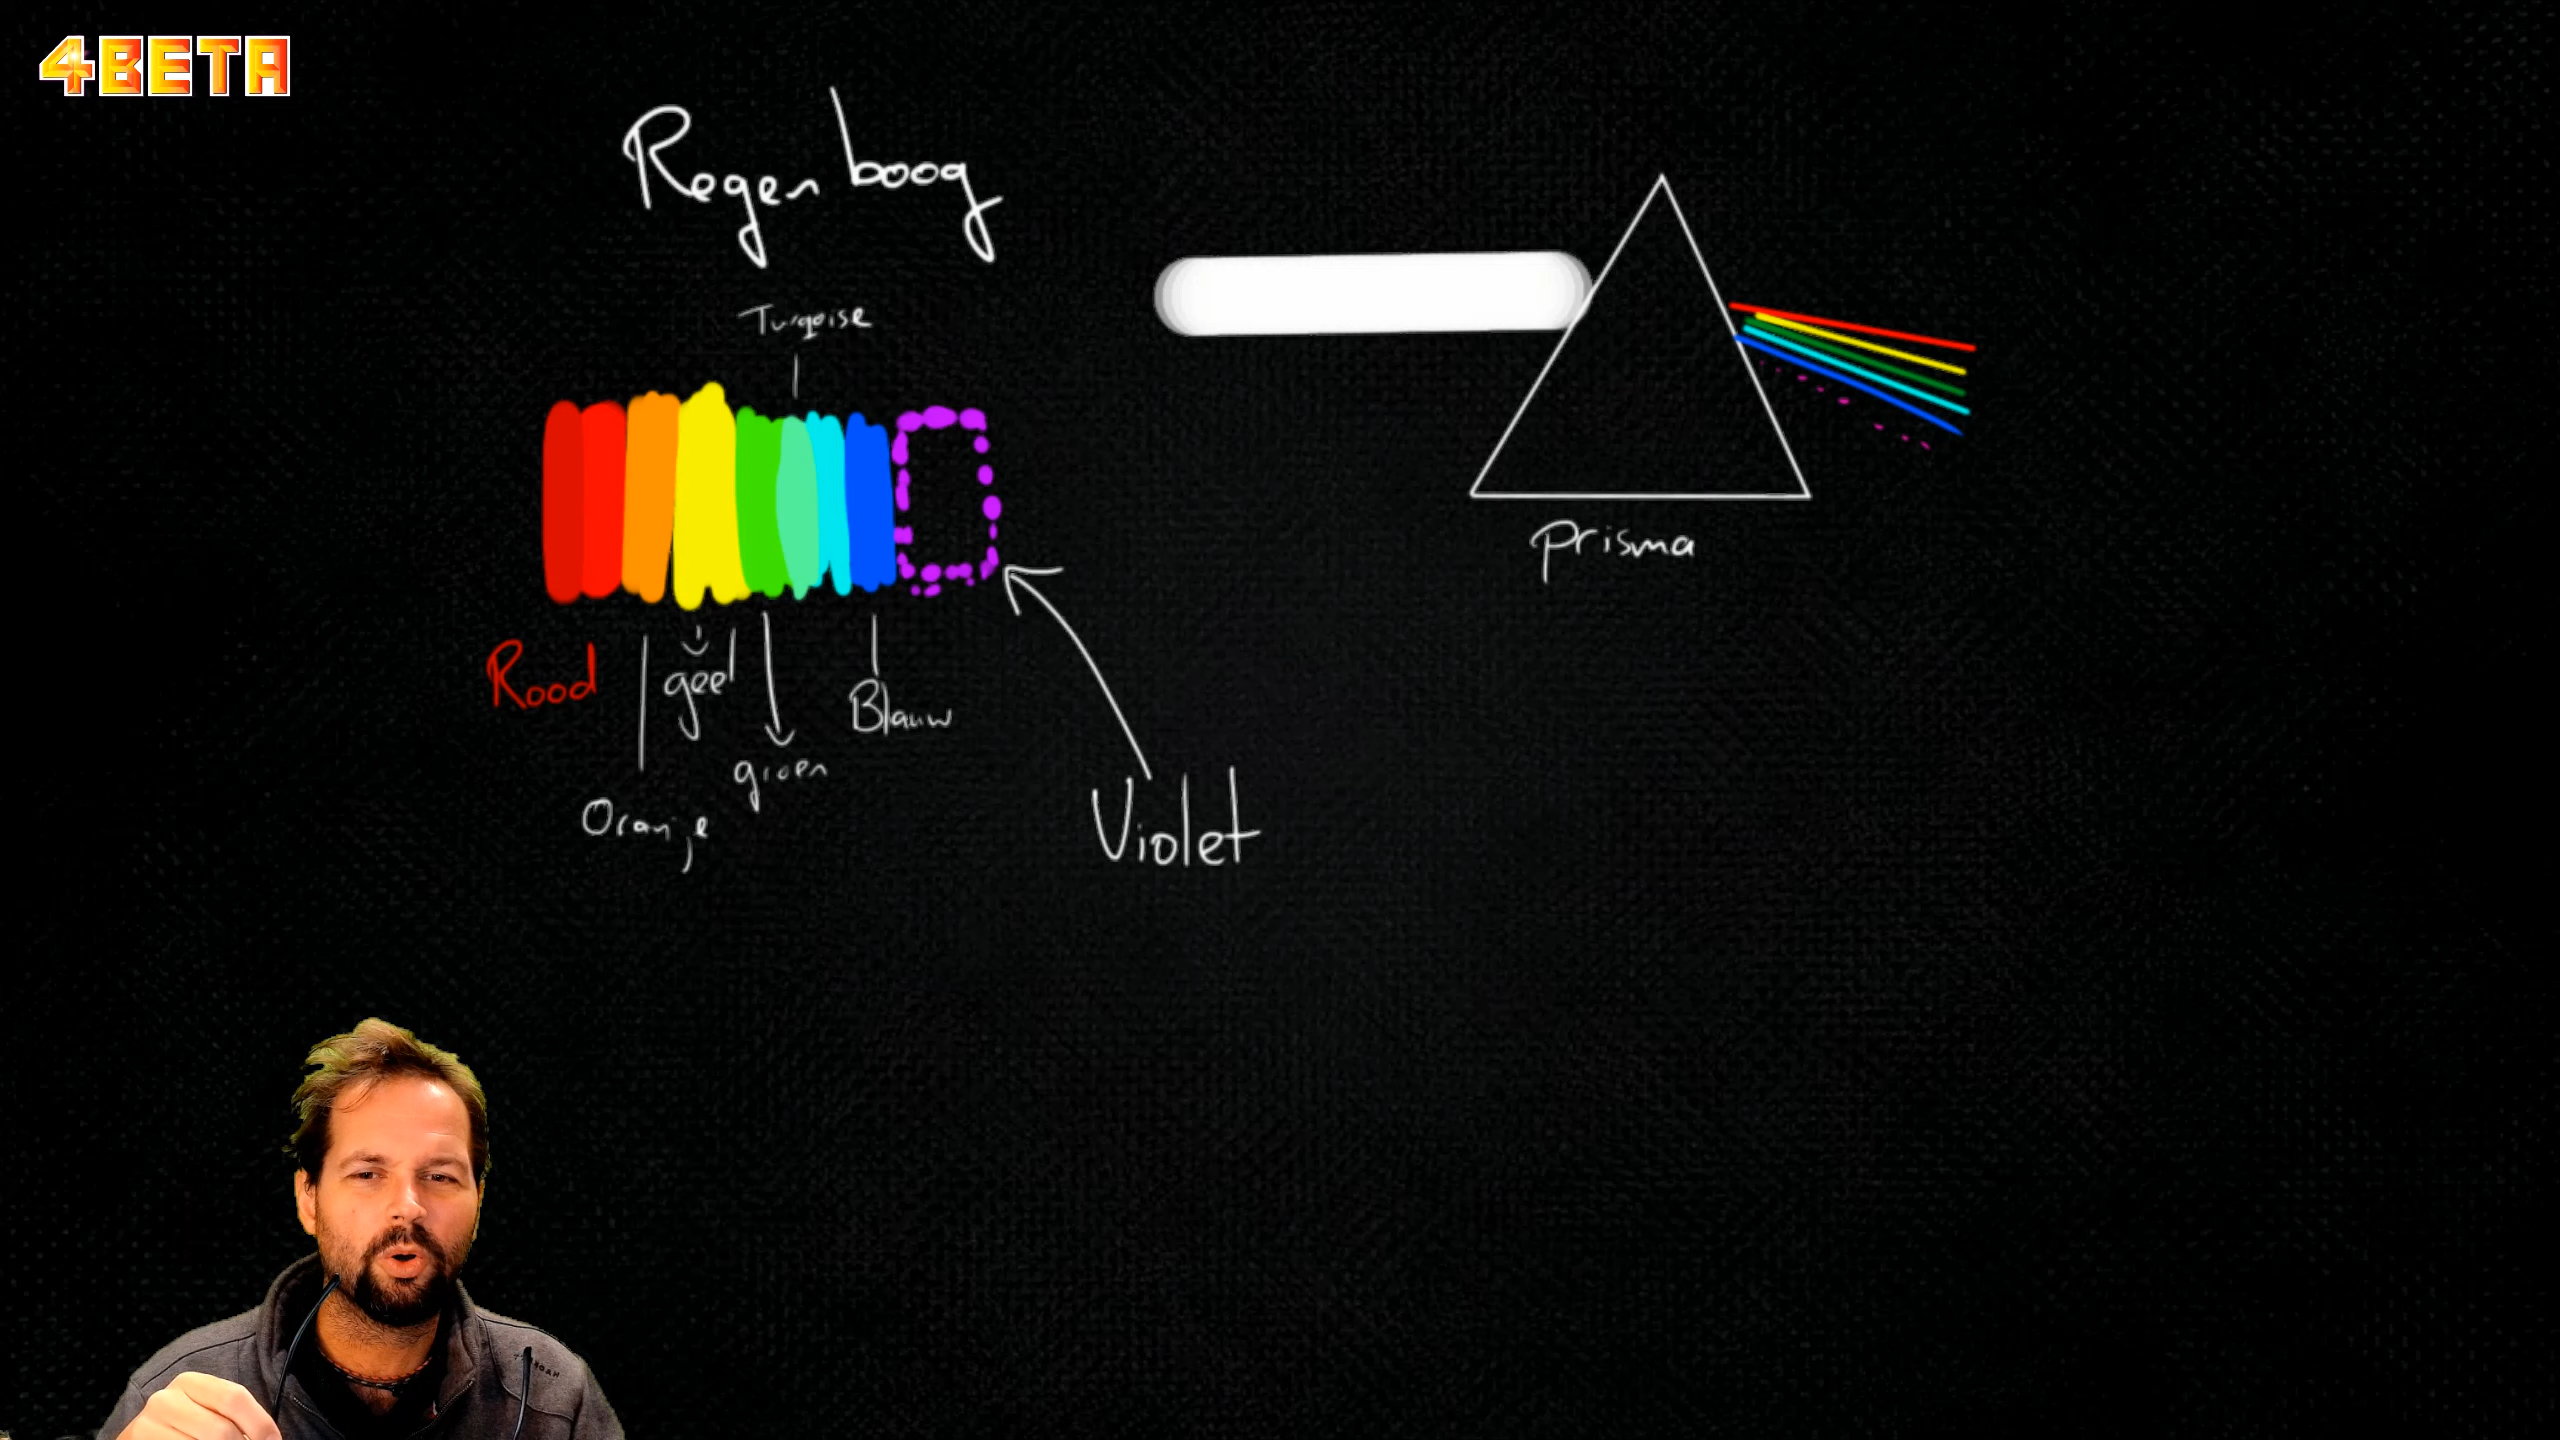 4BETA
Regenboog
Turqoise
Rood
geel
Blauw
groen
Oranje
Violet
prisma